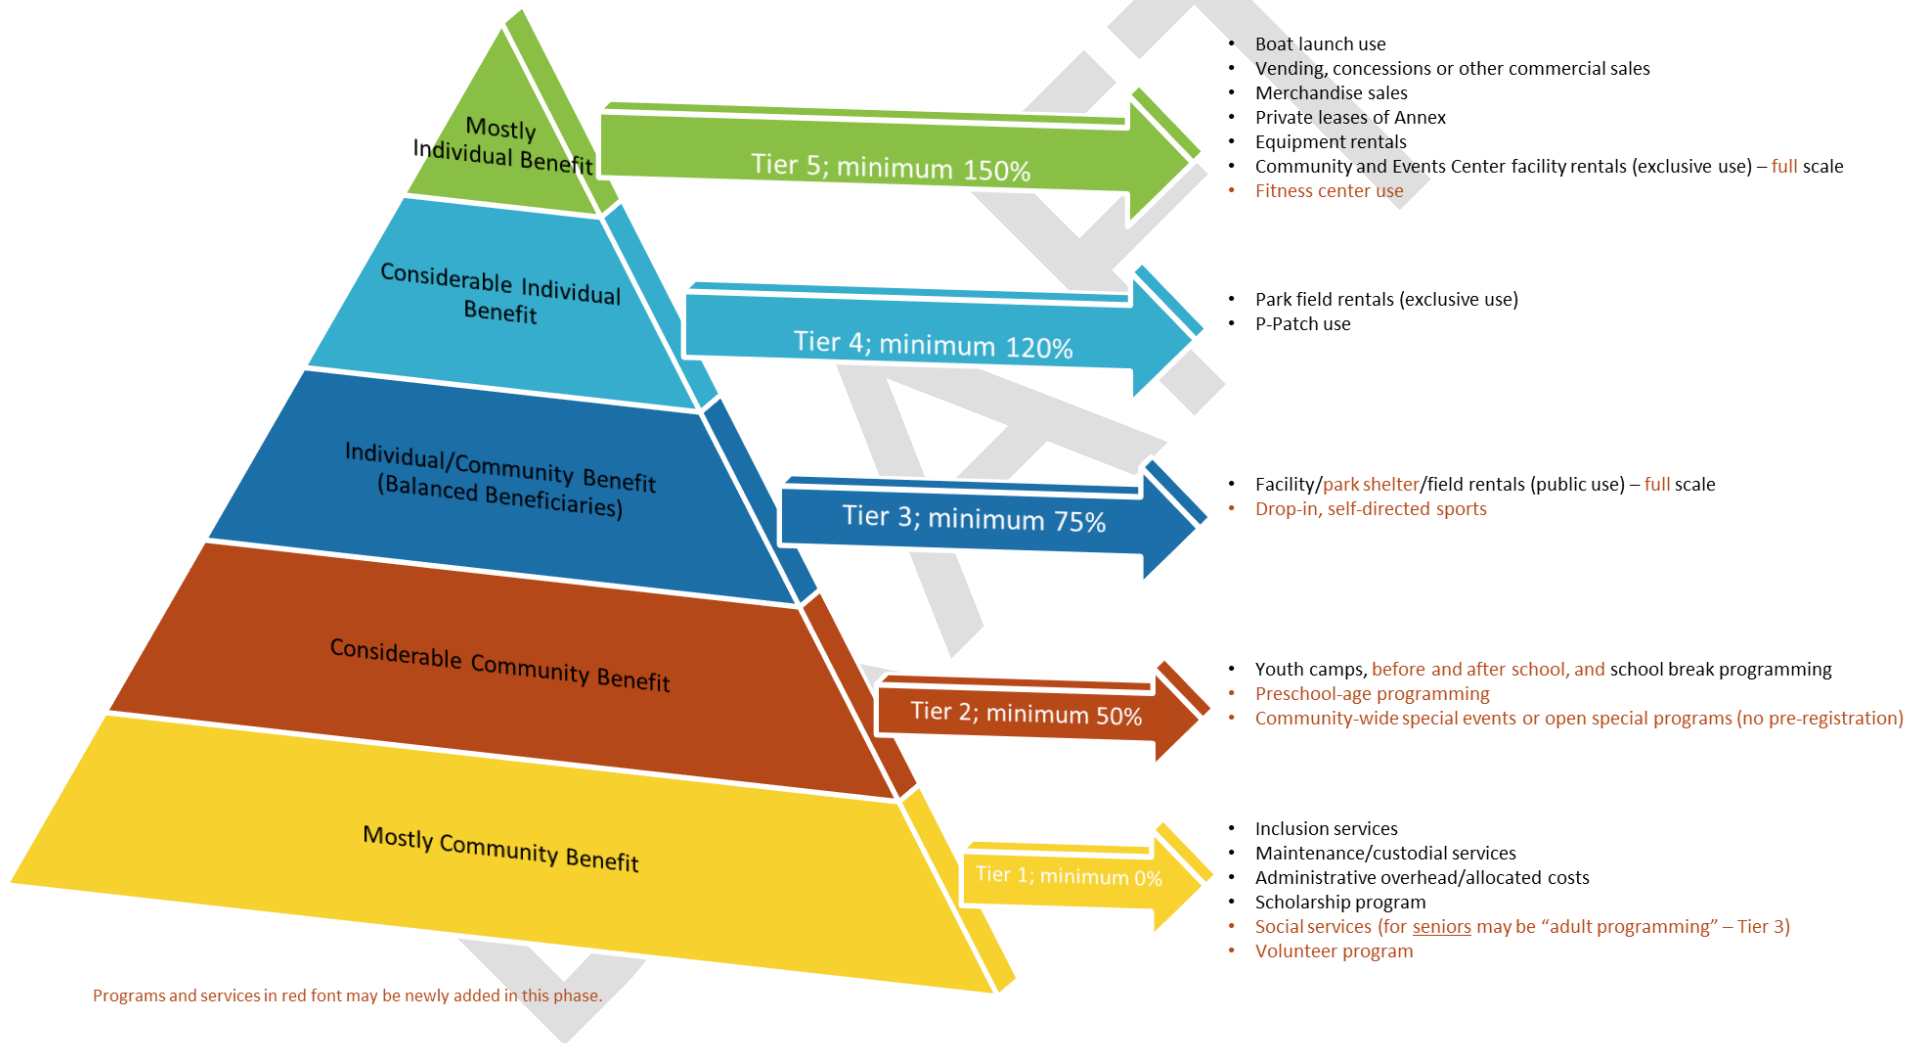 Mostly
Individual Benefit
Tier 5; minimum 150%
• Boat launch use
• Vending, concessions or other commercial sales
• Merchandise sales
• Private leases of Annex
• Equipment rentals
• Community and Events Center facility rentals (exclusive use) – full scale
• Fitness center use
Considerable Individual
Benefit
Tier 4; minimum 120%
• Park field rentals (exclusive use)
• P-Patch use
Individual/Community Benefit
(Balanced Beneficiaries)
Tier 3; minimum 75%
• Facility/park shelter/field rentals (public use) – full scale
• Drop-in, self-directed sports
Considerable Community Benefit
Tier 2; minimum 50%
• Youth camps, before and after school, and school break programming
• Preschool-age programming
• Community-wide special events or open special programs (no pre-registration)
Mostly Community Benefit
Tier 1; minimum 0%
• Inclusion services
• Maintenance/custodial services
• Administrative overhead/allocated costs
• Scholarship program
• Social services (for seniors may be “adult programming” – Tier 3)
• Volunteer program
Programs and services in red font may be newly added in this phase.